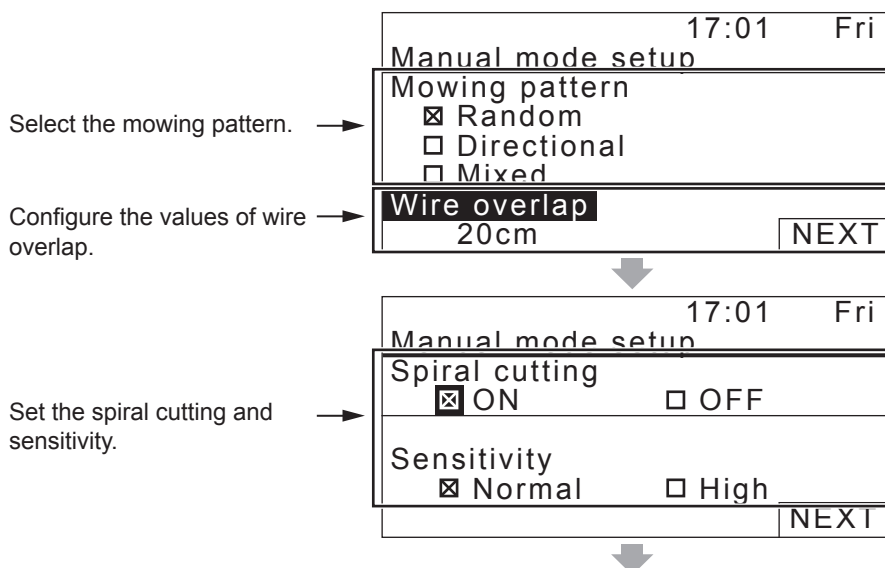 17:01 Fri
Manual mode setup
Mowing pattern
☒ Random
☐ Directional
☐ Mixed
Select the mowing pattern.
Wire overlap
20cm NEXT
Configure the values of wire
overlap.
17:01 Fri
Manual mode setup
Spiral cutting
☒ ON ☐ OFF
Sensitivity
☒ Normal ☐ High
Set the spiral cutting and
sensitivity.
NEXT